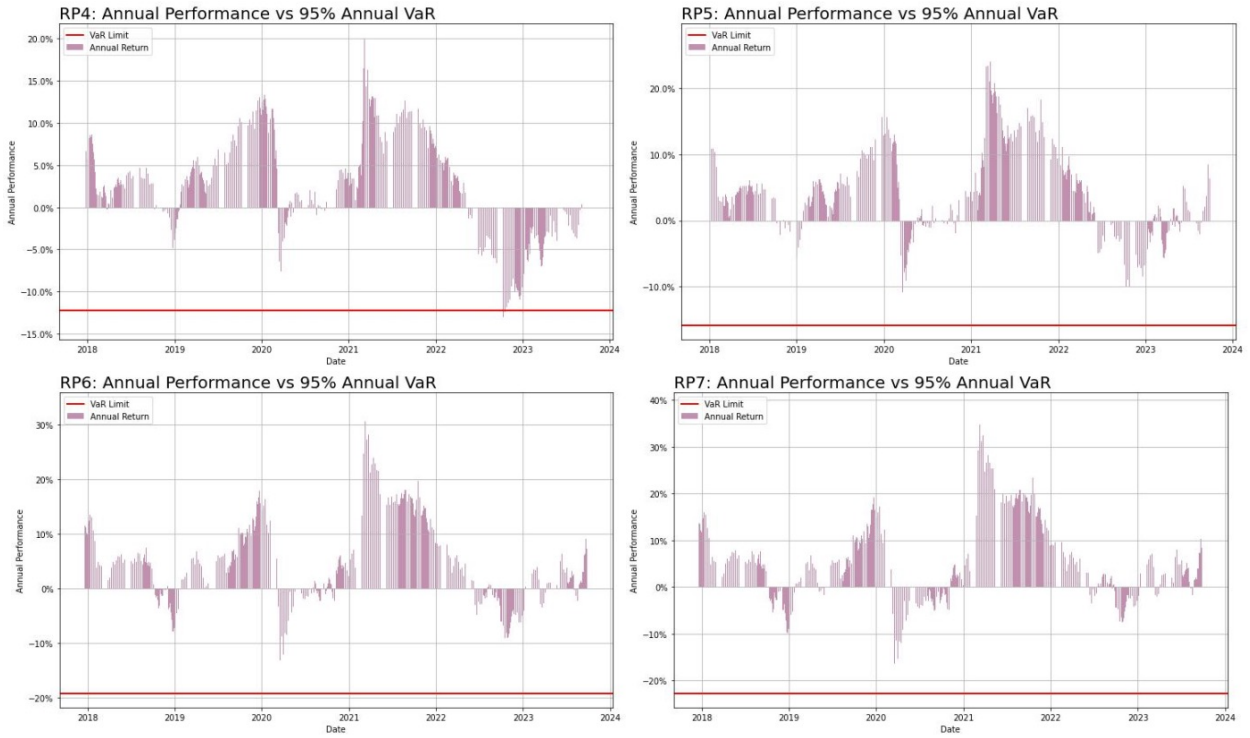 RP4: Annual Performance vs 95% Annual VaR
VaR Limit
Annual Return
20.0%
15.0%
10.0%
5.0%
0.0%
−5.0%
−10.0%
−15.0%
Annual Performance
2018 2019 2020 2021 2022 2023 2024
Date
RP5: Annual Performance vs 95% Annual VaR
VaR Limit
Annual Return
20.0%
10.0%
0.0%
−10.0%
Annual Performance
2018 2019 2020 2021 2022 2023 2024
Date
RP6: Annual Performance vs 95% Annual VaR
VaR Limit
Annual Return
30%
20%
10%
0%
−10%
−20%
Annual Performance
2018 2019 2020 2021 2022 2023 2024
Date
RP7: Annual Performance vs 95% Annual VaR
VaR Limit
Annual Return
40%
30%
20%
10%
0%
−10%
−20%
Annual Performance
2018 2019 2020 2021 2022 2023 2024
Date